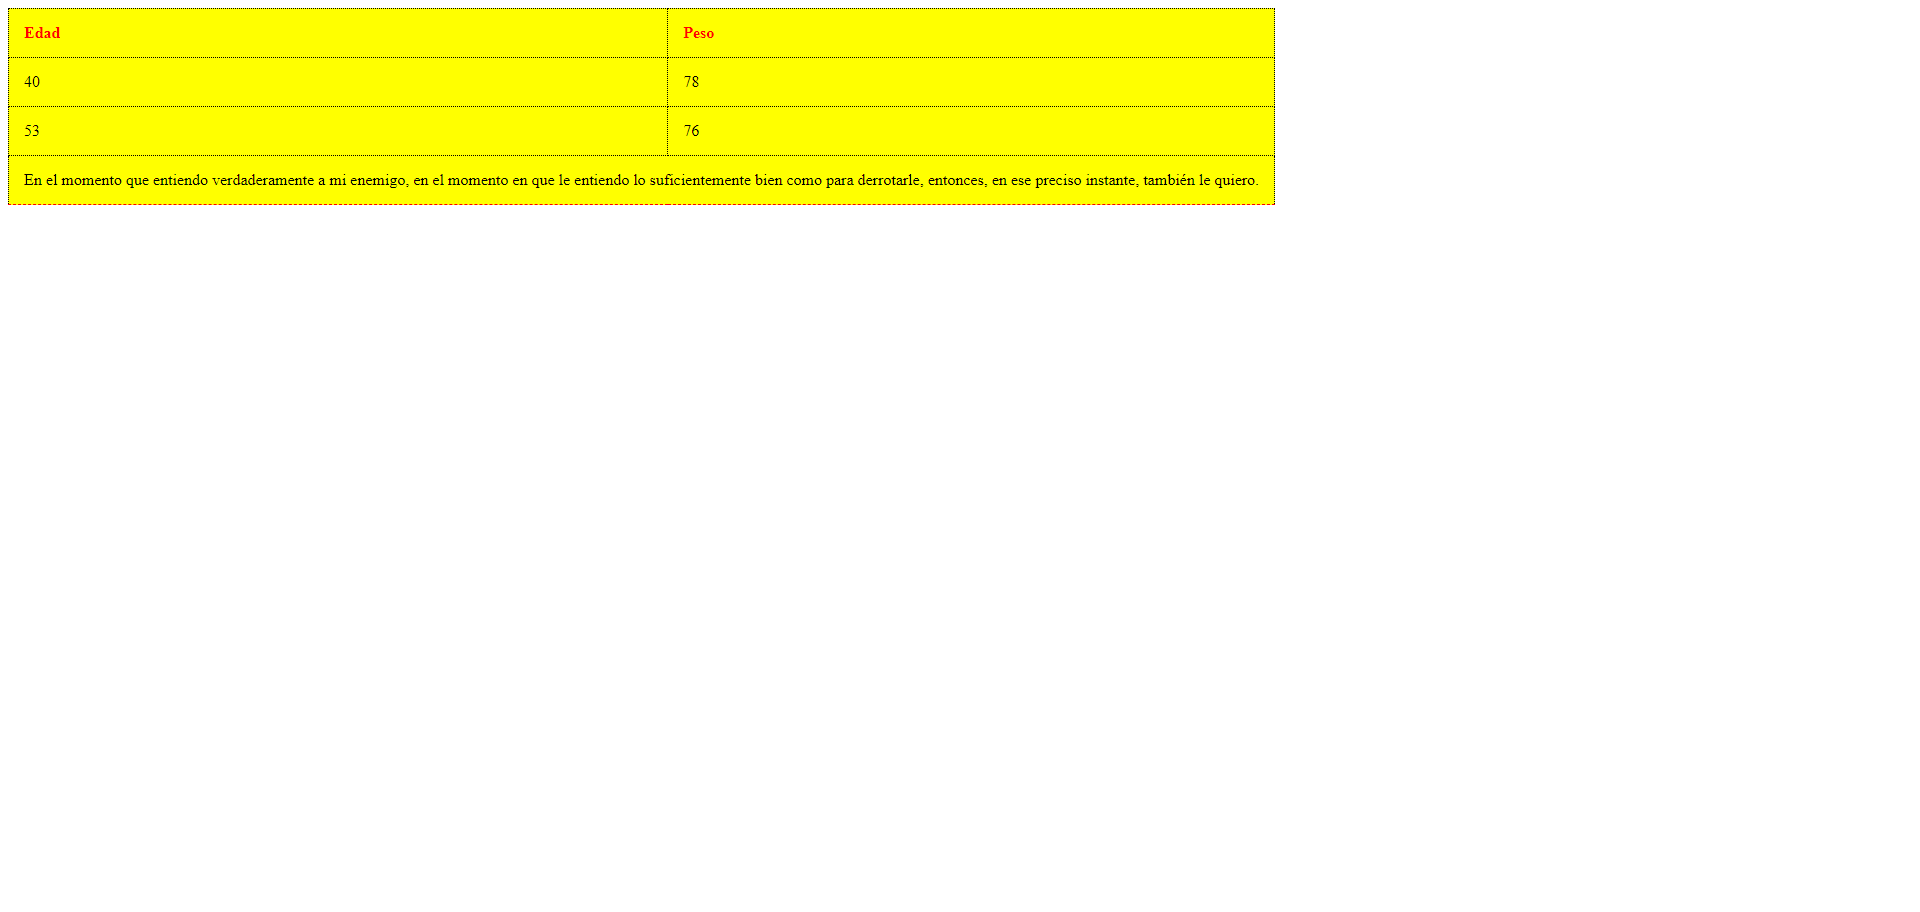 Edad Peso
40 78
53 76
En el momento que entiendo verdaderamente a mi enemigo, en el momento en que le entiendo lo suficientemente bien como para derrotarle, entonces, en ese preciso instante, también le quiero.